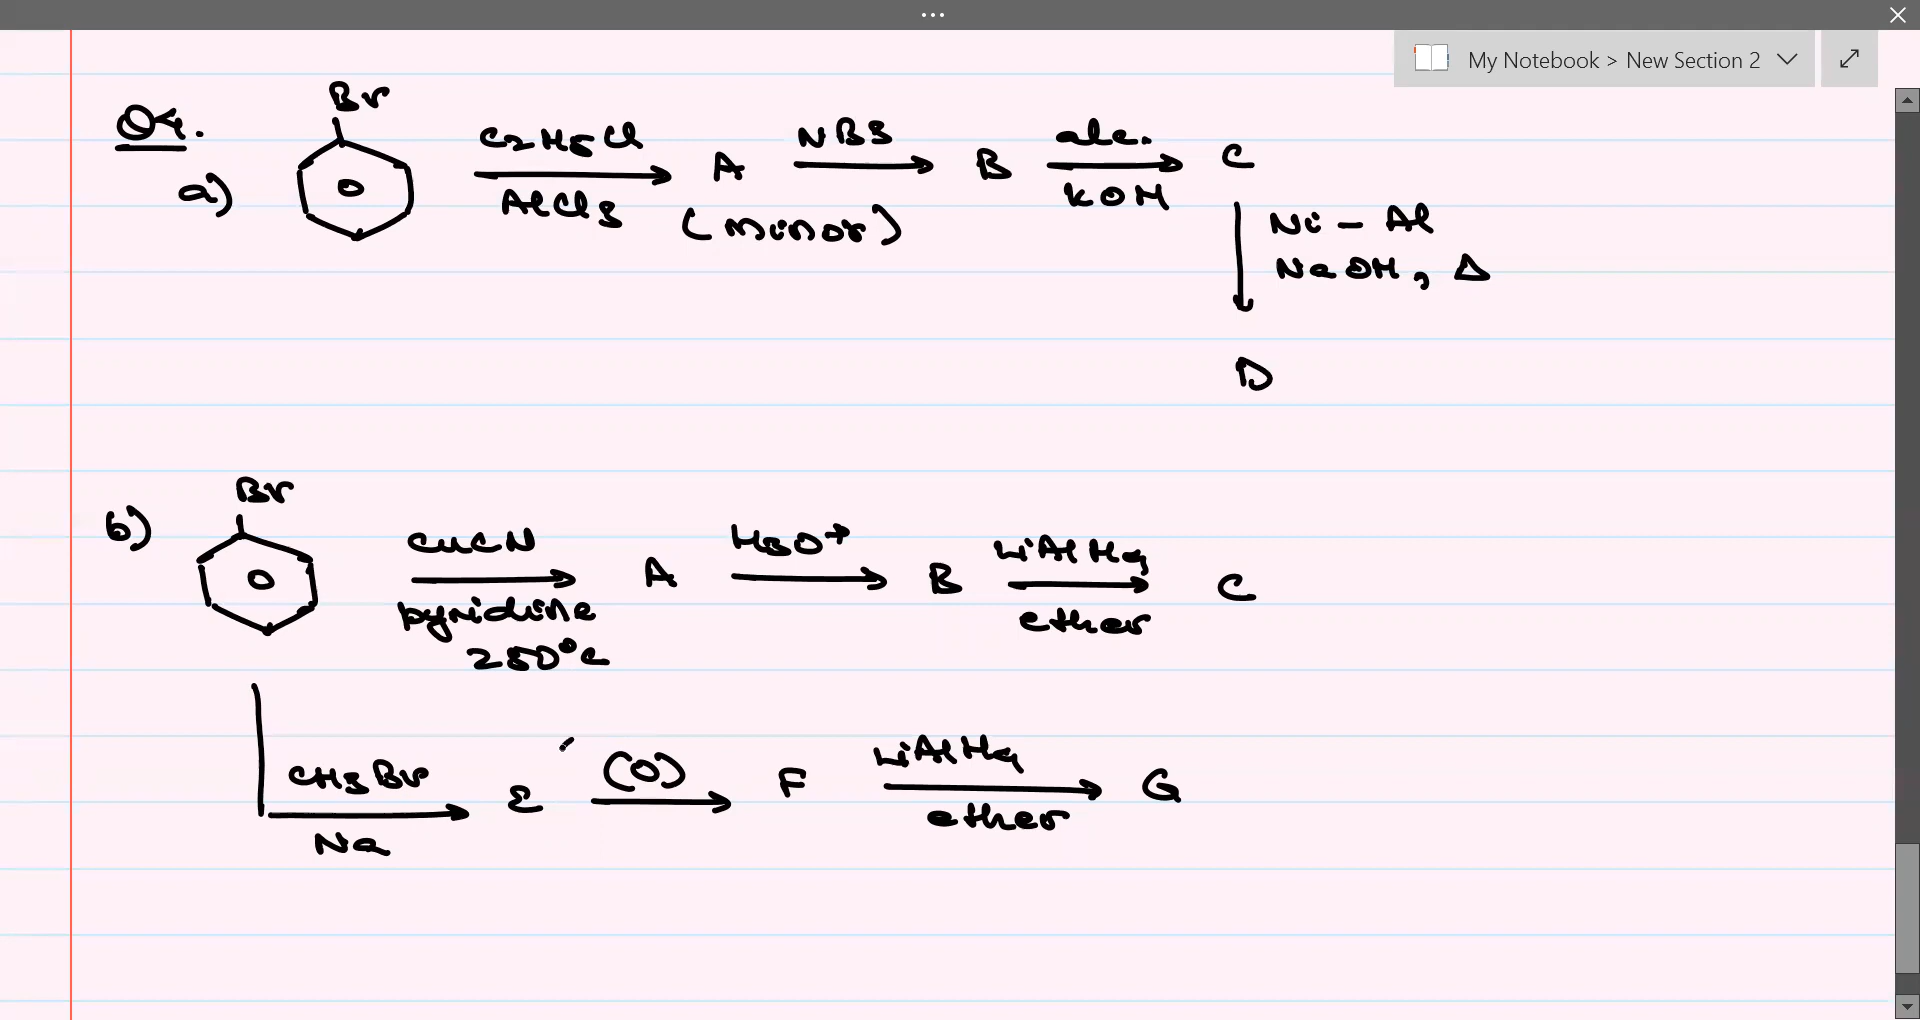 My Notebook > New Section 2
Q4.
a) Br C2H5Cl AlCl3 A (minor) NBS B alc. KOH C
Ni - Al
NaOH, Δ
D
b) Br CuCN pyridine 250°C A H3O+ B LiAlH4 ether C
CH3Br Na E (O) F LiAlH4 ether G